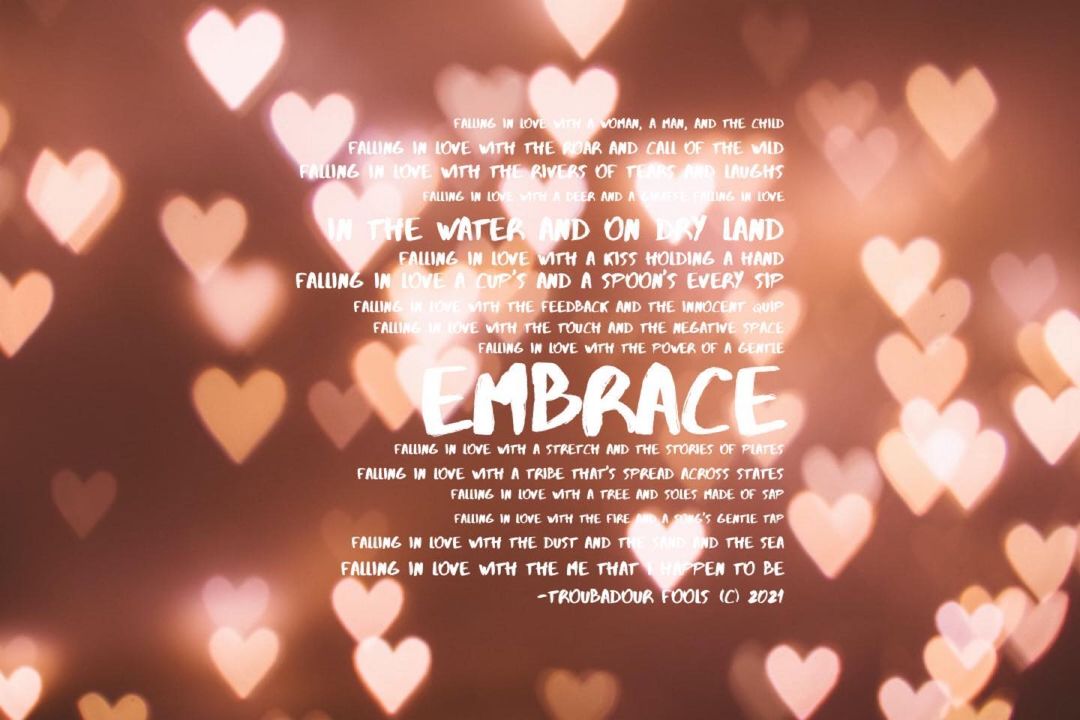 FALLING IN LOVE WITH A WOMAN, A MAN, AND THE CHILD
FALLING IN LOVE WITH THE ROAR AND CALL OF THE WILD
FALLING IN LOVE WITH THE RIVERS OF TEARS AND LAUGHS
FALLING IN LOVE WITH A DEER AND A GIRAFFE FALLING IN LOVE
IN THE WATER AND ON DRY LAND
FALLING IN LOVE WITH A KISS HOLDING A HAND
FALLING IN LOVE A CUP'S AND A SPOON'S EVERY SIP
FALLING IN LOVE WITH THE FEEDBACK AND THE INNOCENT QUIP
FALLING IN LOVE WITH THE TOUCH AND THE NEGATIVE SPACE
FALLING IN LOVE WITH THE POWER OF A GENTLE
EMBRACE
FALLING IN LOVE WITH A STRETCH AND THE STORIES OF PLATES
FALLING IN LOVE WITH A TRIBE THAT'S SPREAD ACROSS STATES
FALLING IN LOVE WITH A TREE AND SOLES MADE OF SAP
FALLING IN LOVE WITH THE FIRE AND A SONG'S GENTLE TAP
FALLING IN LOVE WITH THE DUST AND THE SAND AND THE SEA
FALLING IN LOVE WITH THE ME THAT I HAPPEN TO BE
-TROUBADOUR FOOLS (C) 2021